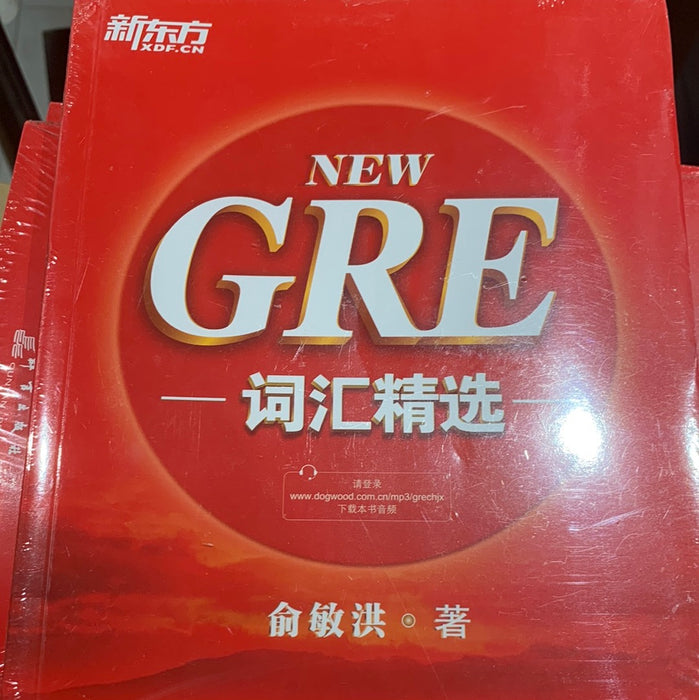 新东方
XDF.CN
NEW
GRE
词汇精选
请登录
www.dogwood.com.cn/mp3/grechjx
下载本书音频
俞敏洪 著